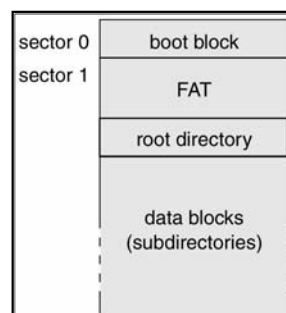 sector 0
boot block
sector 1
FAT
root directory
data blocks
(subdirectories)